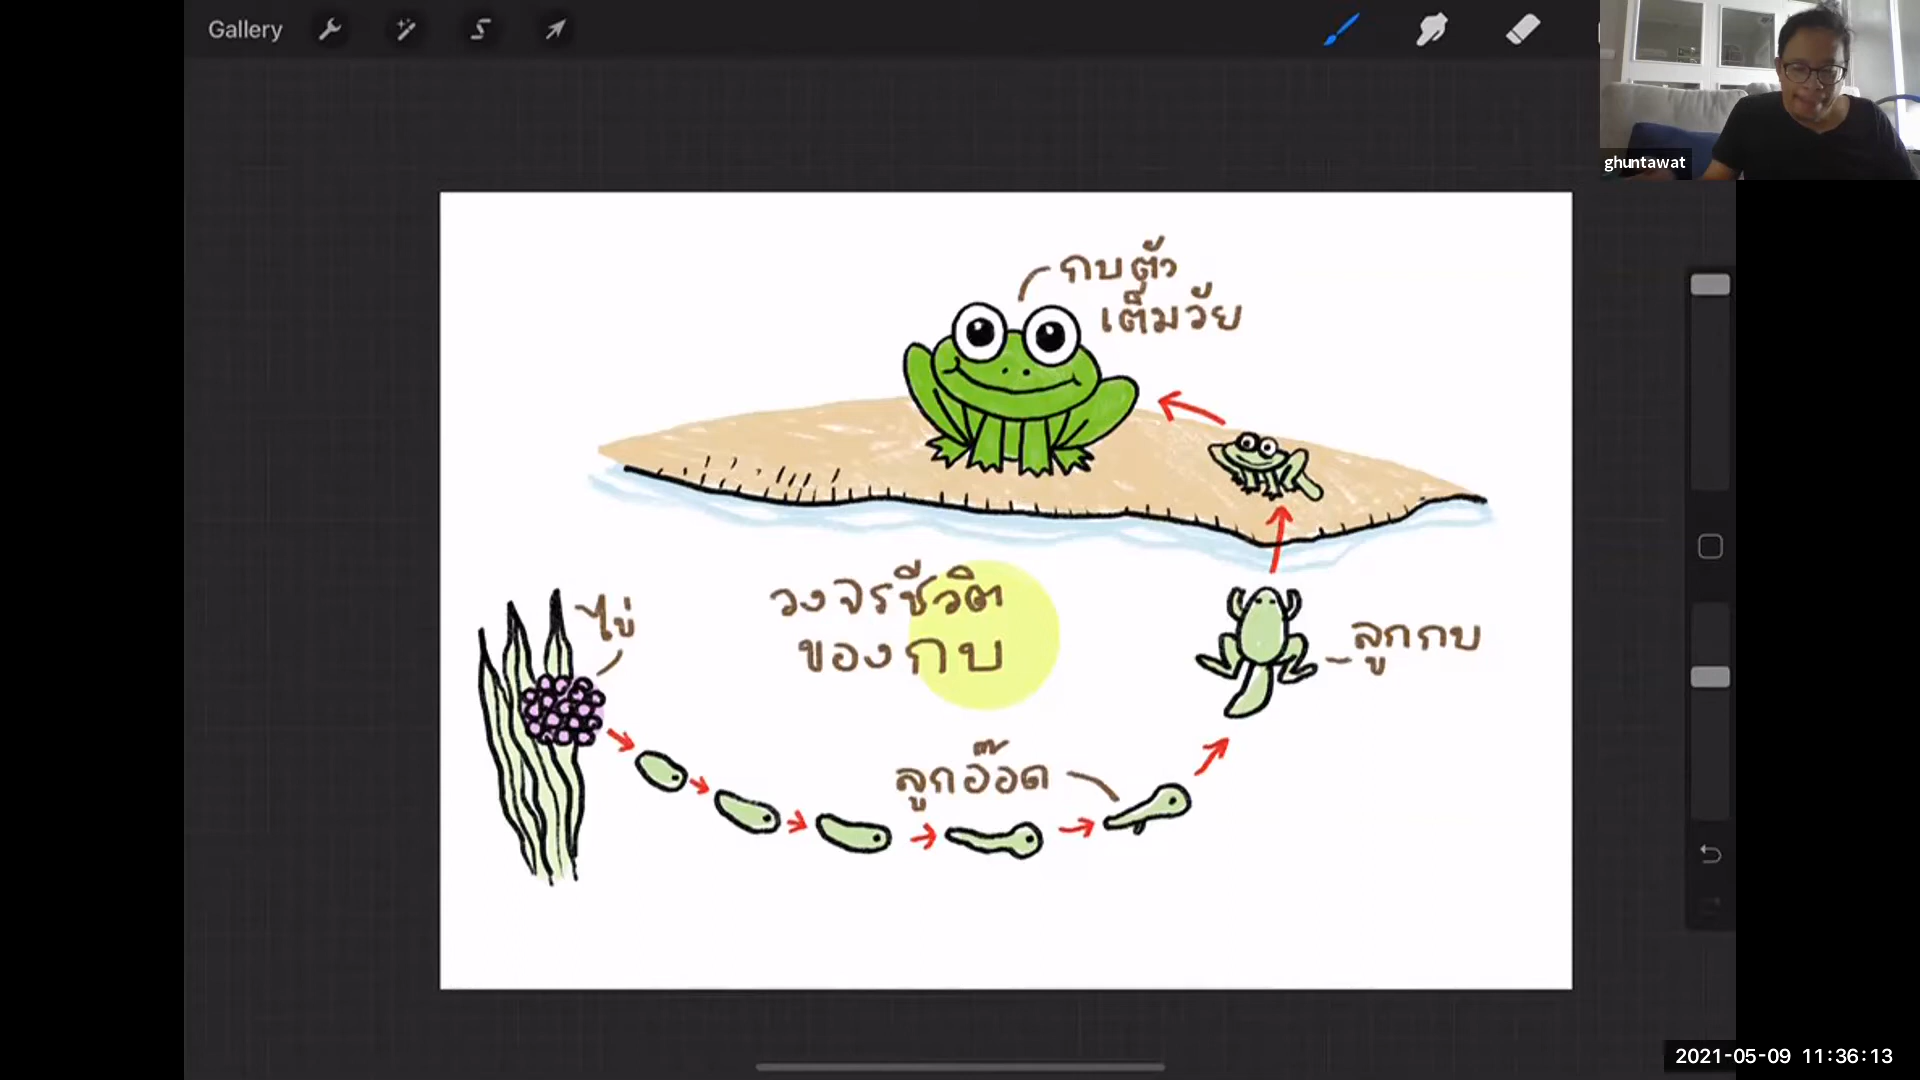 Gallery
ghuntawat
กบตัว
เต็มวัย
วงจรชีวิต
ของกบ
ไข่
ลูกกบ
ลูกอ๊อด
2021-05-09 11:36:13